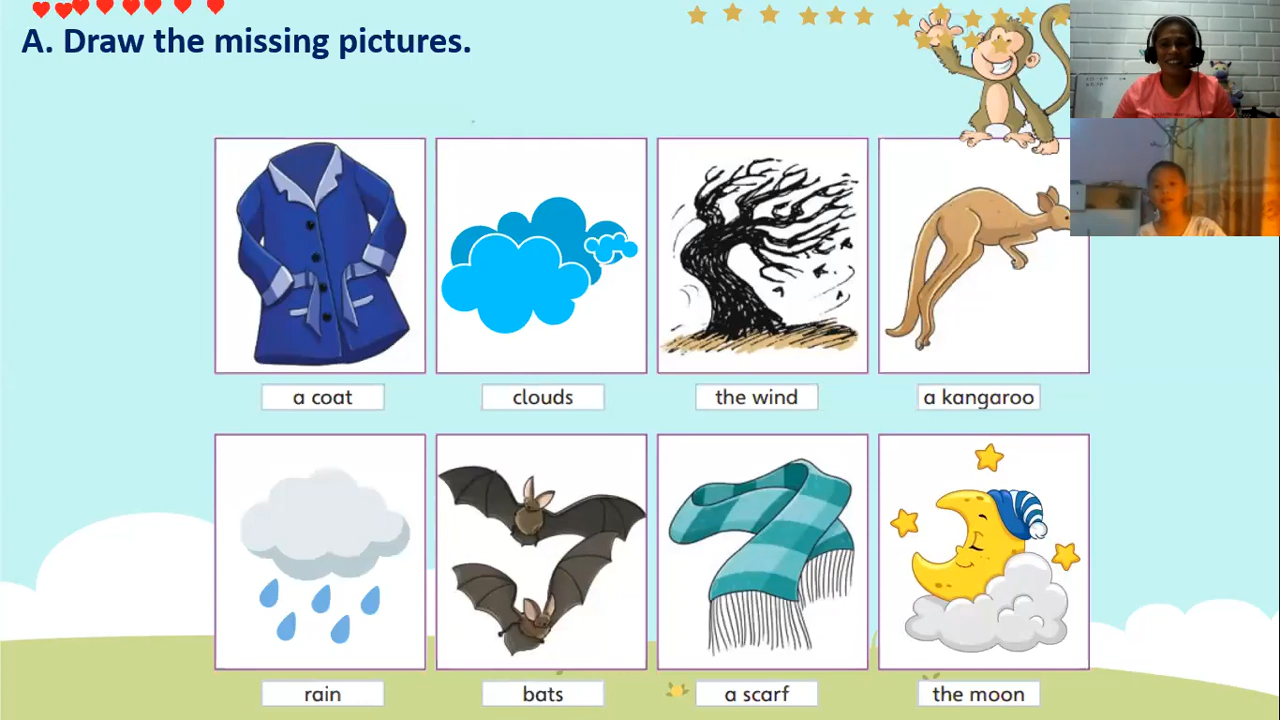 A. Draw the missing pictures.
a coat
clouds
the wind
a kangaroo
rain
bats
a scarf
the moon